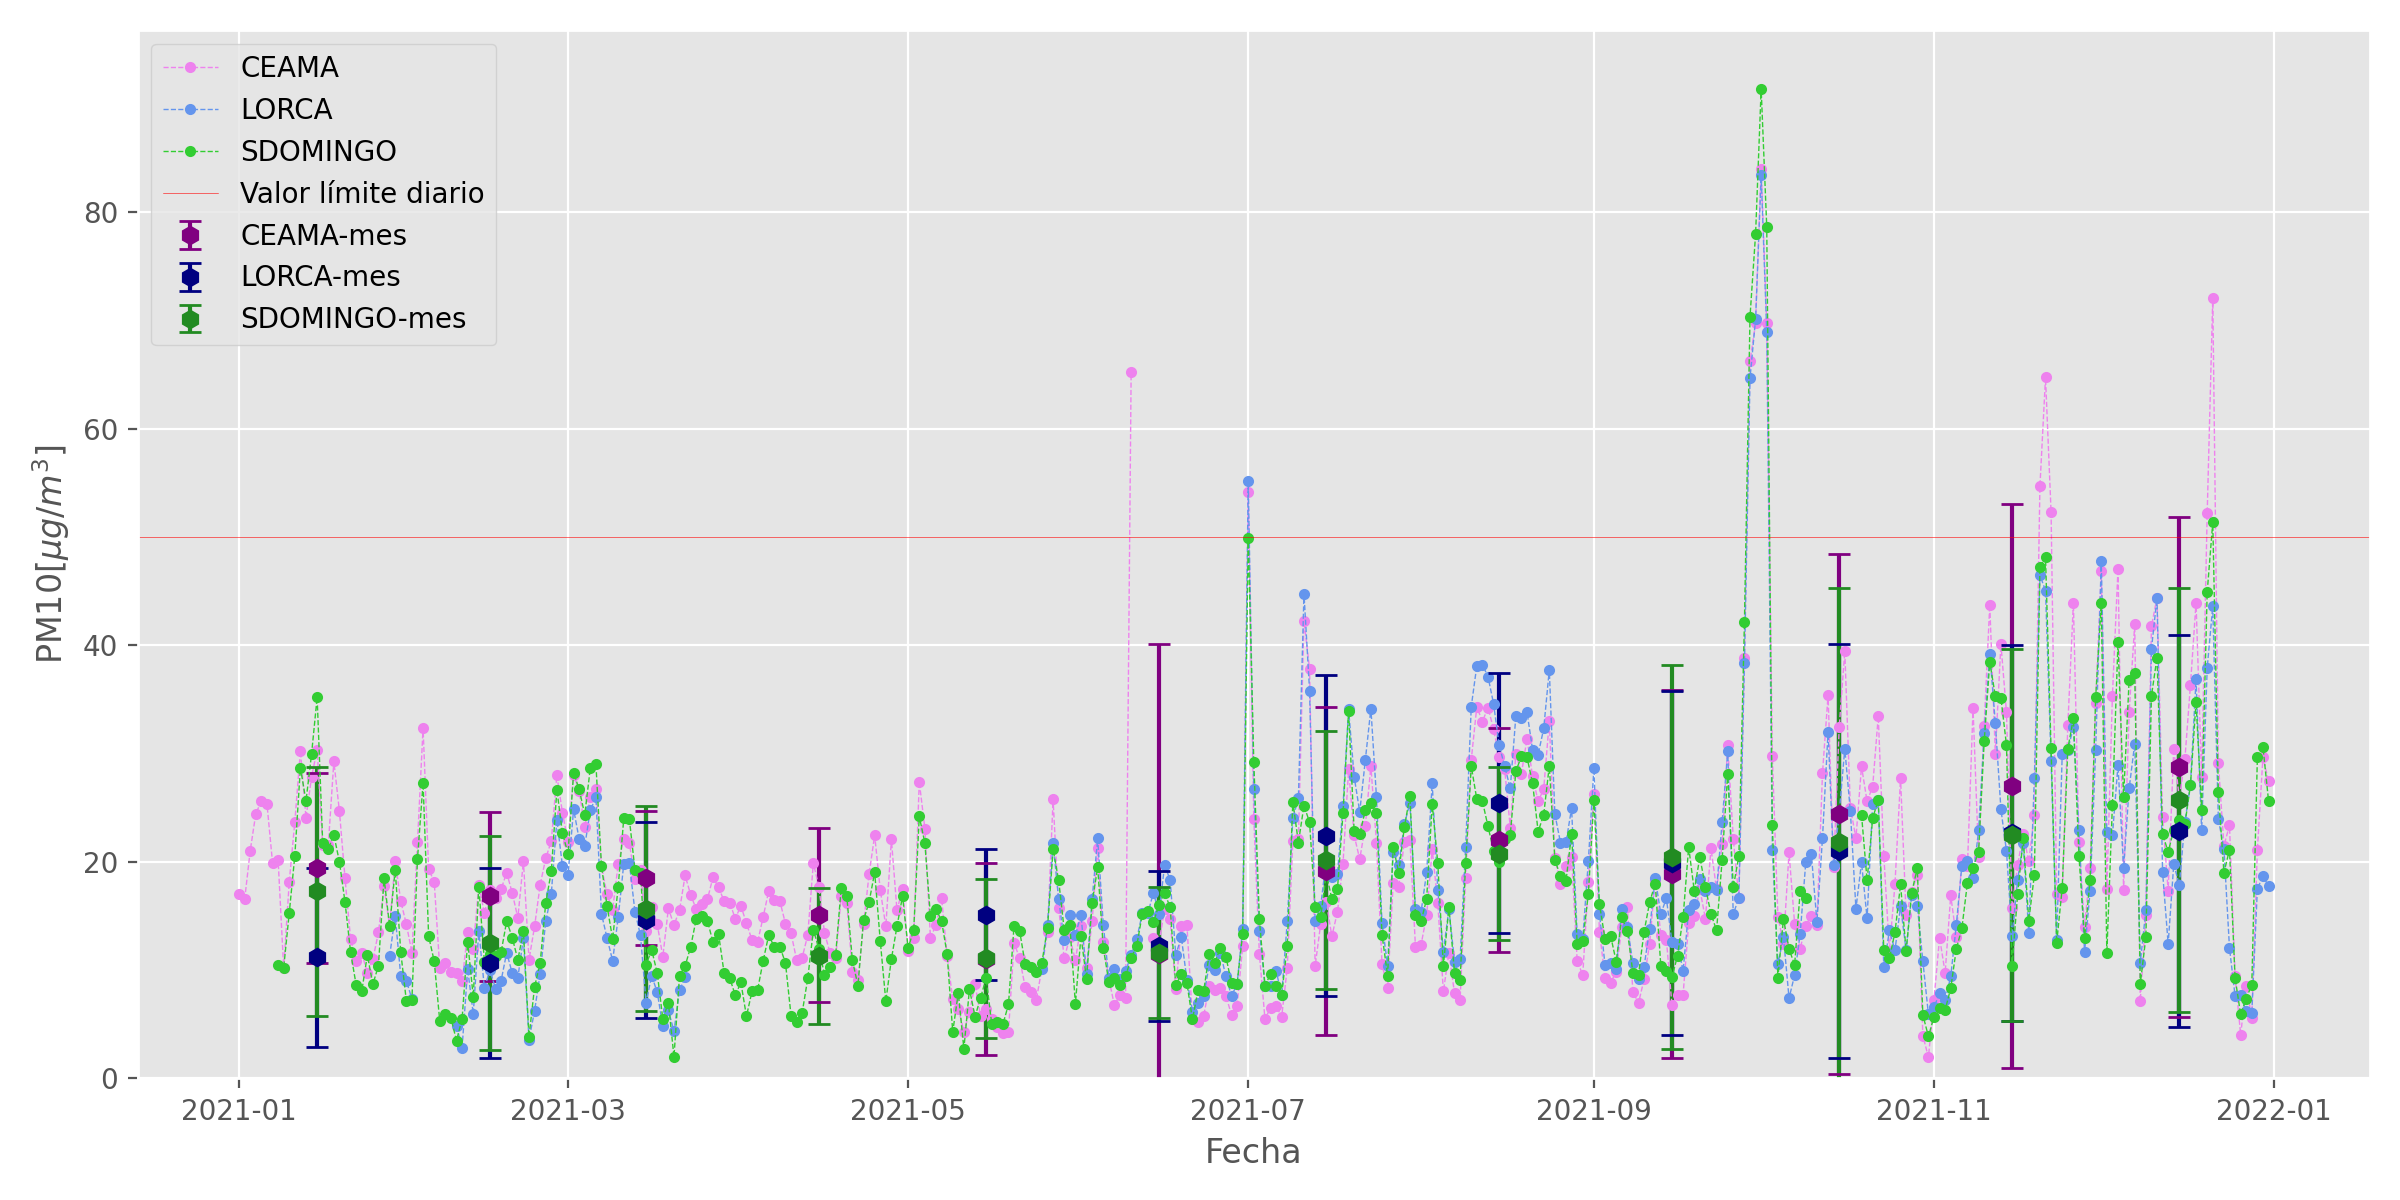 CEAMA
LORCA
SDOMINGO
Valor límite diario
CEAMA-mes
LORCA-mes
SDOMINGO-mes
80
60
40
20
0
PM10[μg/m³]
2021-01 2021-03 2021-05 2021-07 2021-09 2021-11 2022-01
Fecha